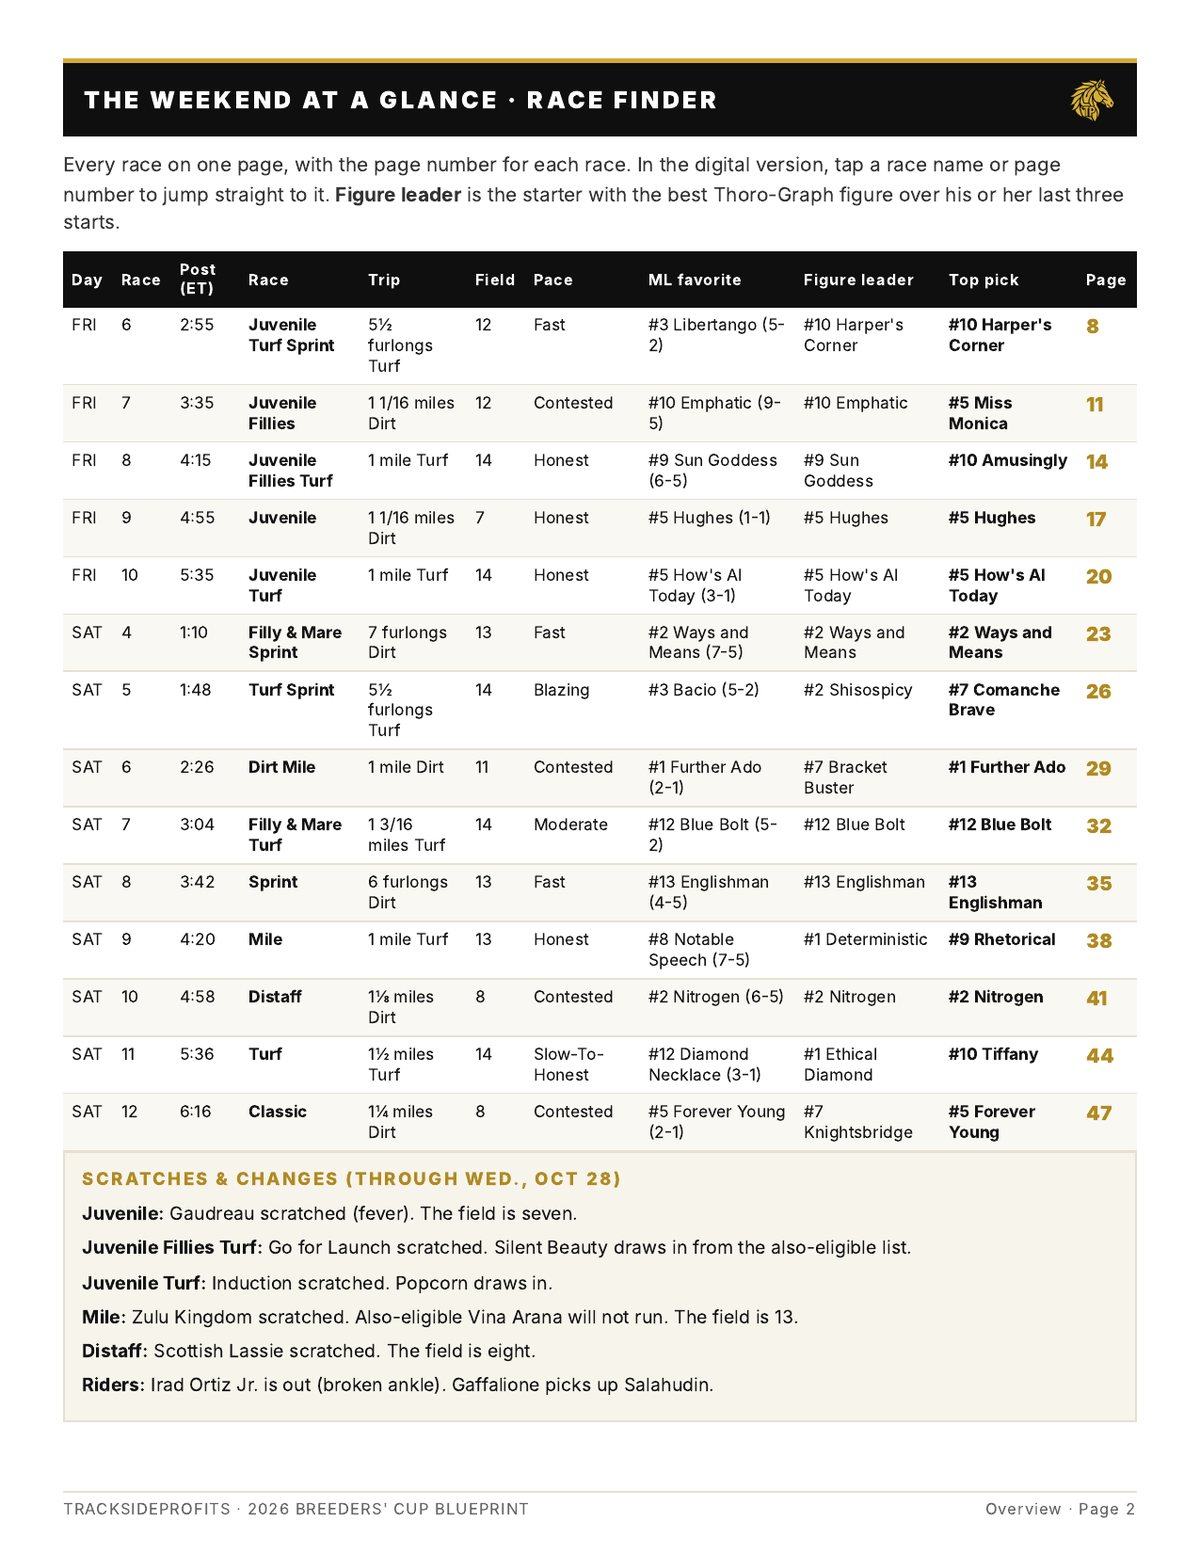 THE WEEKEND AT A GLANCE · RACE FINDER
Every race on one page, with the page number for each race. In the digital version, tap a race name or page
number to jump straight to it. Figure leader is the starter with the best Thoro-Graph figure over his or her last three
starts.
Day Race Post (ET) Race Trip Field Pace ML favorite Figure leader Top pick Page
FRI 6 2:55 Juvenile Turf Sprint 5½ furlongs Turf 12 Fast #3 Libertango (5-2) #10 Harper's Corner #10 Harper's Corner 8
FRI 7 3:35 Juvenile Fillies 1 1/16 miles Dirt 12 Contested #10 Emphatic (9-5) #10 Emphatic #5 Miss Monica 11
FRI 8 4:15 Juvenile Fillies Turf 1 mile Turf 14 Honest #9 Sun Goddess (6-5) #9 Sun Goddess #10 Amusingly 14
FRI 9 4:55 Juvenile 1 1/16 miles Dirt 7 Honest #5 Hughes (1-1) #5 Hughes #5 Hughes 17
FRI 10 5:35 Juvenile Turf 1 mile Turf 14 Honest #5 How's AI Today (3-1) #5 How's AI Today #5 How's AI Today 20
SAT 4 1:10 Filly & Mare Sprint 7 furlongs Dirt 13 Fast #2 Ways and Means (7-5) #2 Ways and Means #2 Ways and Means 23
SAT 5 1:48 Turf Sprint 5½ furlongs Turf 14 Blazing #3 Bacio (5-2) #2 Shisospicy #7 Comanche Brave 26
SAT 6 2:26 Dirt Mile 1 mile Dirt 11 Contested #1 Further Ado (2-1) #7 Bracket Buster #1 Further Ado 29
SAT 7 3:04 Filly & Mare Turf 1 3/16 miles Turf 14 Moderate #12 Blue Bolt (5-2) #12 Blue Bolt #12 Blue Bolt 32
SAT 8 3:42 Sprint 6 furlongs Dirt 13 Fast #13 Englishman (4-5) #13 Englishman #13 Englishman 35
SAT 9 4:20 Mile 1 mile Turf 13 Honest #8 Notable Speech (7-5) #1 Deterministic #9 Rhetorical 38
SAT 10 4:58 Distaff 1⅛ miles Dirt 8 Contested #2 Nitrogen (6-5) #2 Nitrogen #2 Nitrogen 41
SAT 11 5:36 Turf 1½ miles Turf 14 Slow-To-Honest #12 Diamond Necklace (3-1) #1 Ethical Diamond #10 Tiffany 44
SAT 12 6:16 Classic 1¼ miles Dirt 8 Contested #5 Forever Young (2-1) #7 Knightsbridge #5 Forever Young 47
SCRATCHES & CHANGES (THROUGH WED., OCT 28)
Juvenile: Gaudreau scratched (fever). The field is seven.
Juvenile Fillies Turf: Go for Launch scratched. Silent Beauty draws in from the also-eligible list.
Juvenile Turf: Induction scratched. Popcorn draws in.
Mile: Zulu Kingdom scratched. Also-eligible Vina Arana will not run. The field is 13.
Distaff: Scottish Lassie scratched. The field is eight.
Riders: Irad Ortiz Jr. is out (broken ankle). Gaffalione picks up Salahudin.
TRACKSIDEPROFITS · 2026 BREEDERS' CUP BLUEPRINT
Overview · Page 2